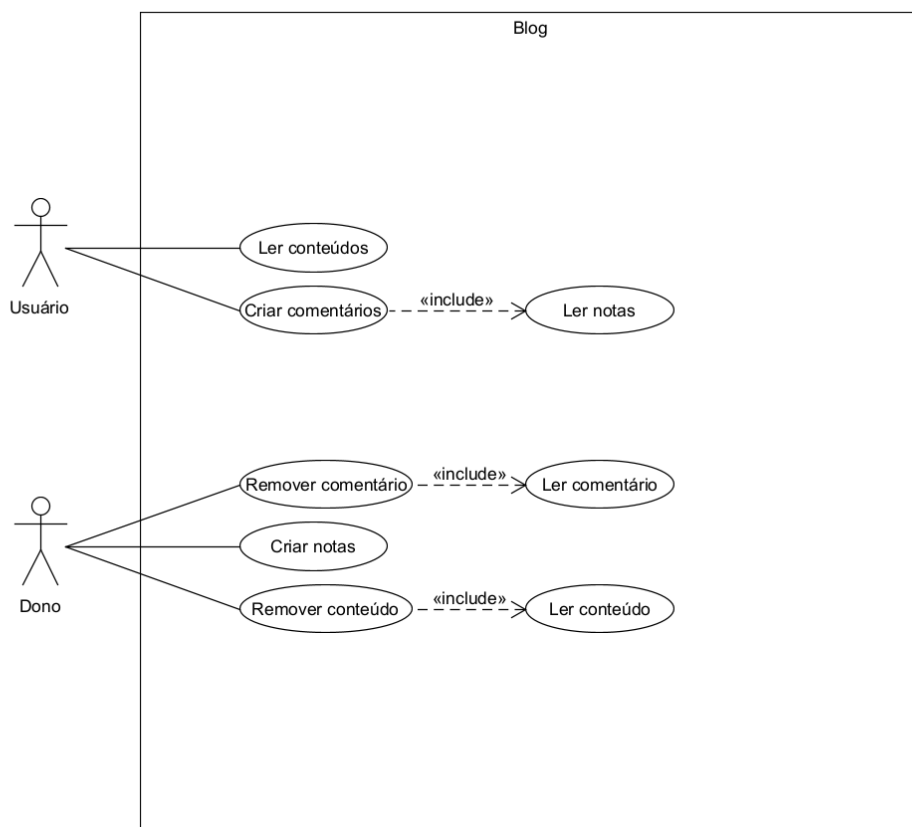 Blog
Ler conteúdos
Usuário
Criar comentários
«include»
Ler notas
Remover comentário
«include»
Ler comentário
Criar notas
Dono
Remover conteúdo
«include»
Ler conteúdo